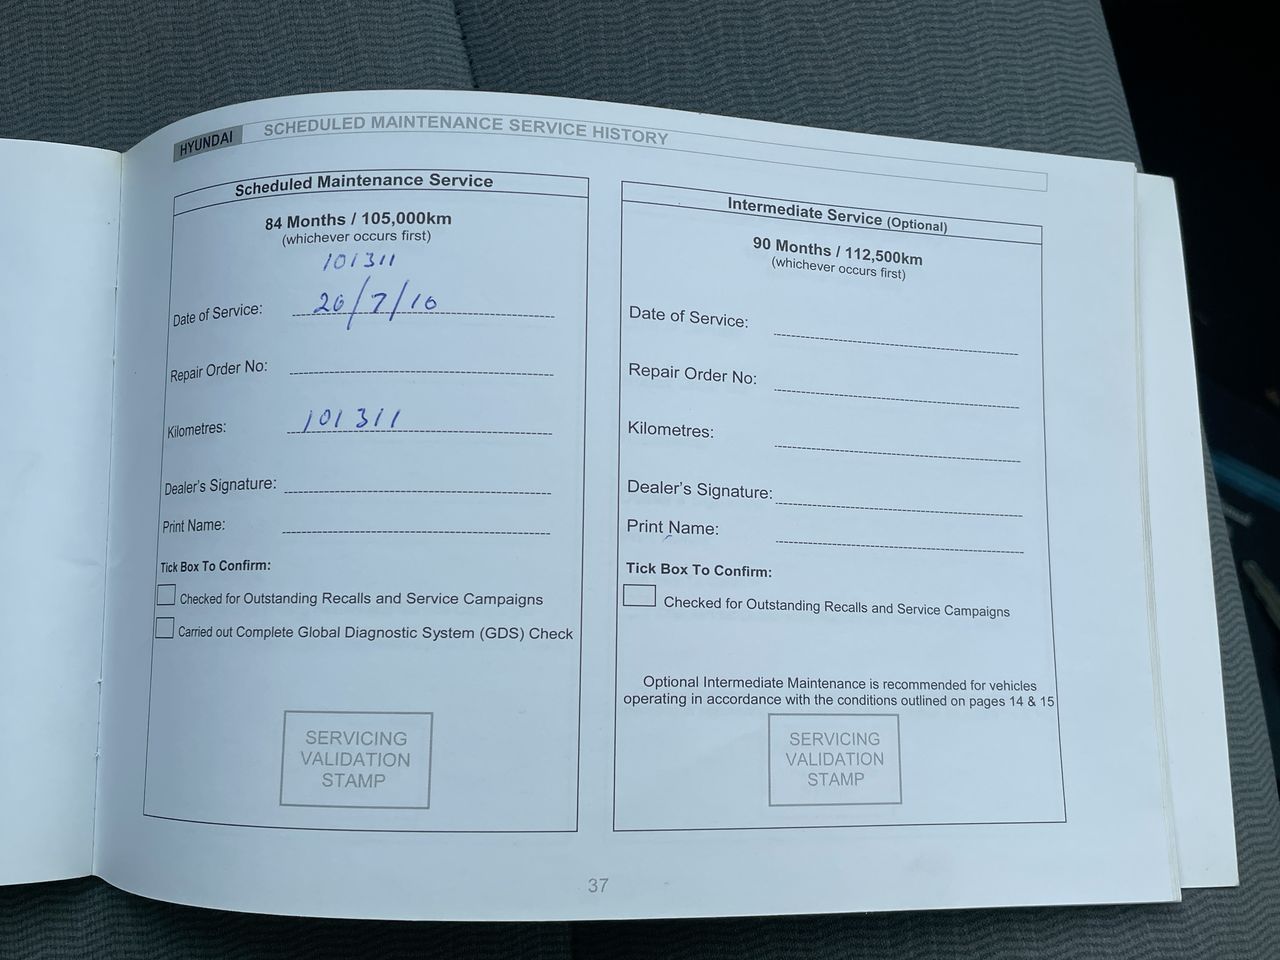 HYUNDAI
SCHEDULED MAINTENANCE SERVICE HISTORY
Scheduled Maintenance Service
84 Months / 105,000km
(whichever occurs first)
101311
Date of Service: 26/7/16
Repair Order No:
Kilometres: 101311
Dealer's Signature:
Print Name:
Tick Box To Confirm:
Checked for Outstanding Recalls and Service Campaigns
Carried out Complete Global Diagnostic System (GDS) Check
SERVICING
VALIDATION
STAMP
Intermediate Service (Optional)
90 Months / 112,500km
(whichever occurs first)
Date of Service:
Repair Order No:
Kilometres:
Dealer's Signature:
Print Name:
Tick Box To Confirm:
Checked for Outstanding Recalls and Service Campaigns
Optional Intermediate Maintenance is recommended for vehicles
operating in accordance with the conditions outlined on pages 14 & 15
SERVICING
VALIDATION
STAMP
37